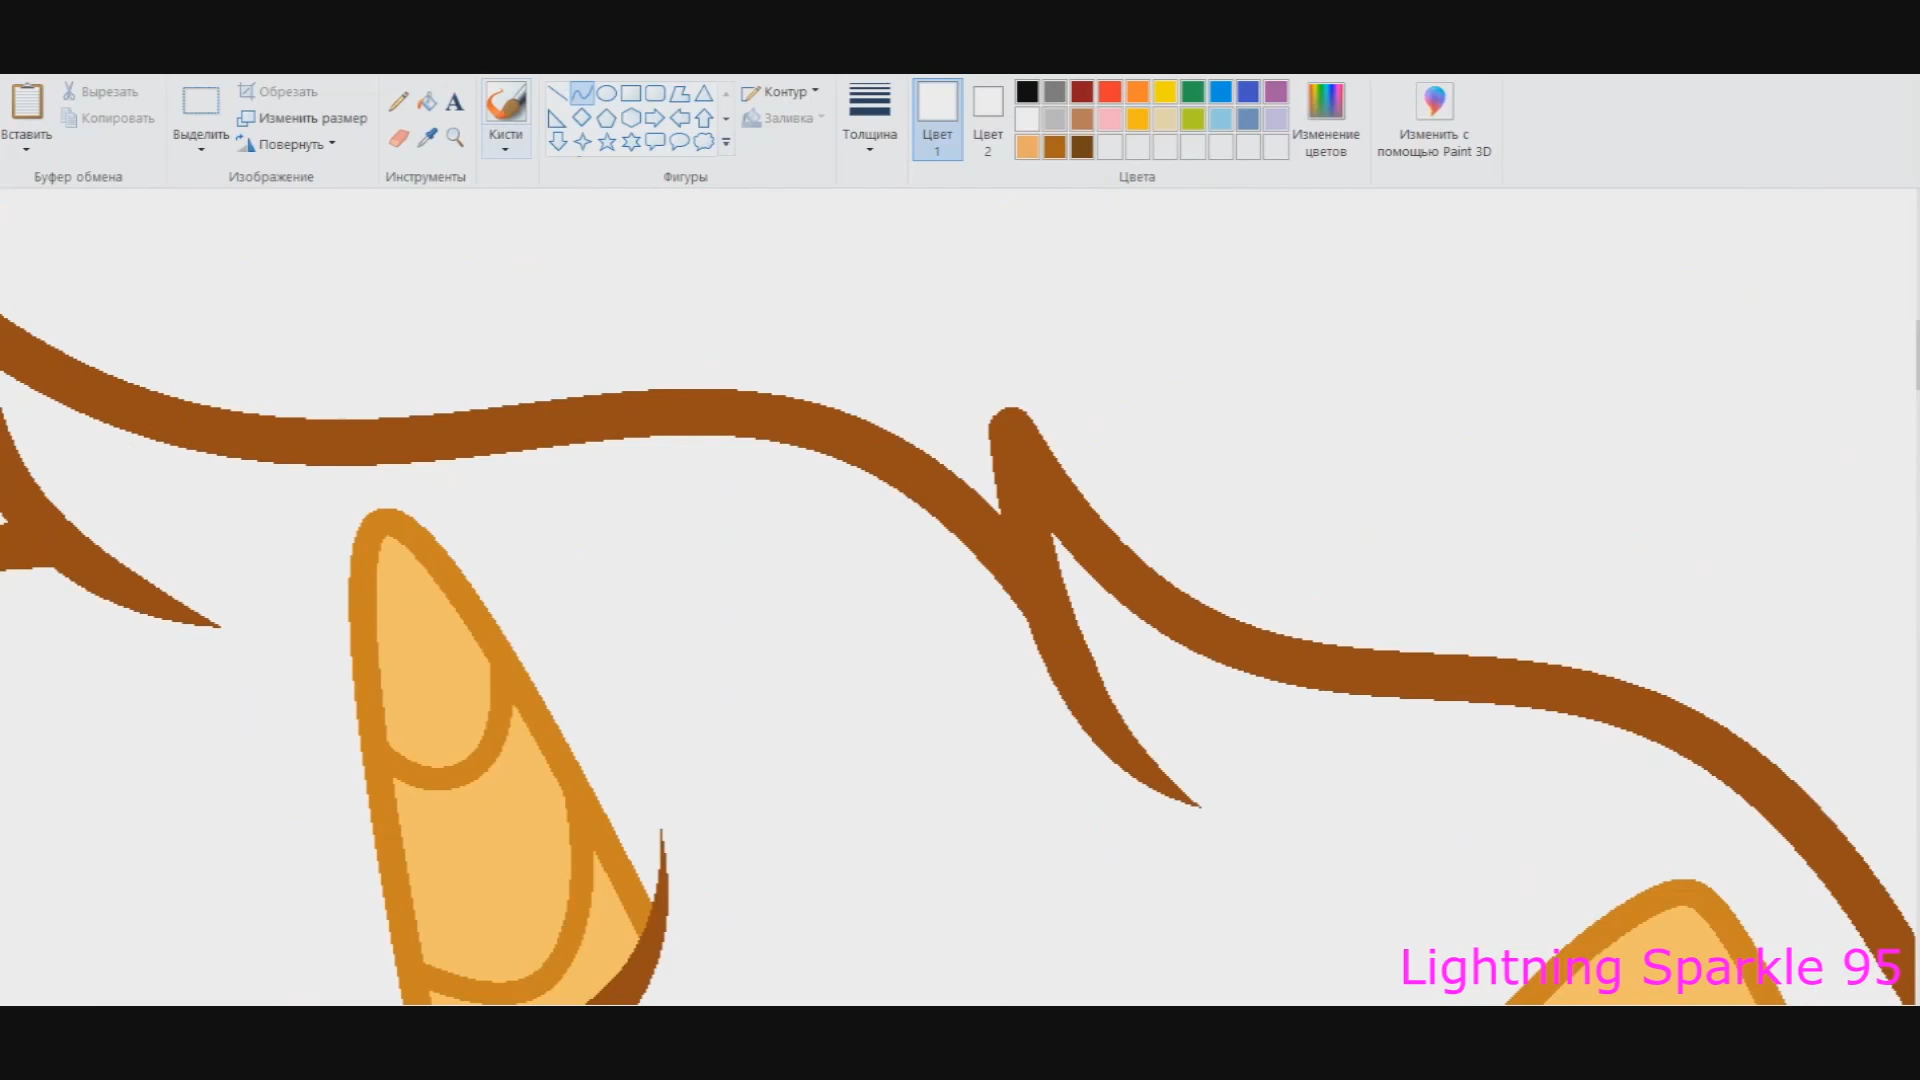 Вставить
Вырезать
Копировать
Буфер обмена
Выделить
Обрезать
Изменить размер
Повернуть
Изображение
A
Инструменты
Кисти
Контур
Заливка
Фигуры
Толщина
Цвет
1
Цвет
2
Изменение
цветов
Цвета
Изменить с
помощью Paint 3D
Lightning Sparkle 95